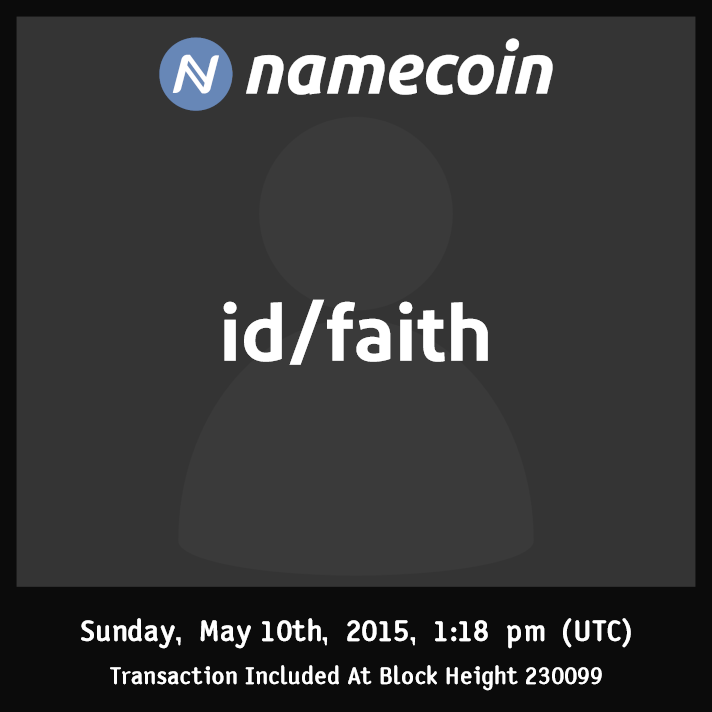 namecoin
id/faith
Sunday, May 10th, 2015, 1:18 pm (UTC)
Transaction Included At Block Height 230099